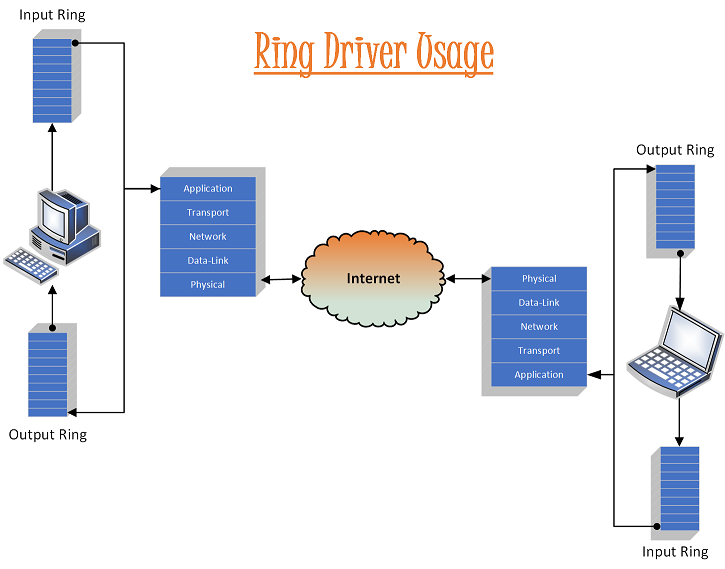 Input Ring
Ring Driver Usage
Application
Transport
Network
Data-Link
Physical
Output Ring
Internet
Output Ring
Physical
Data-Link
Network
Transport
Application
Input Ring